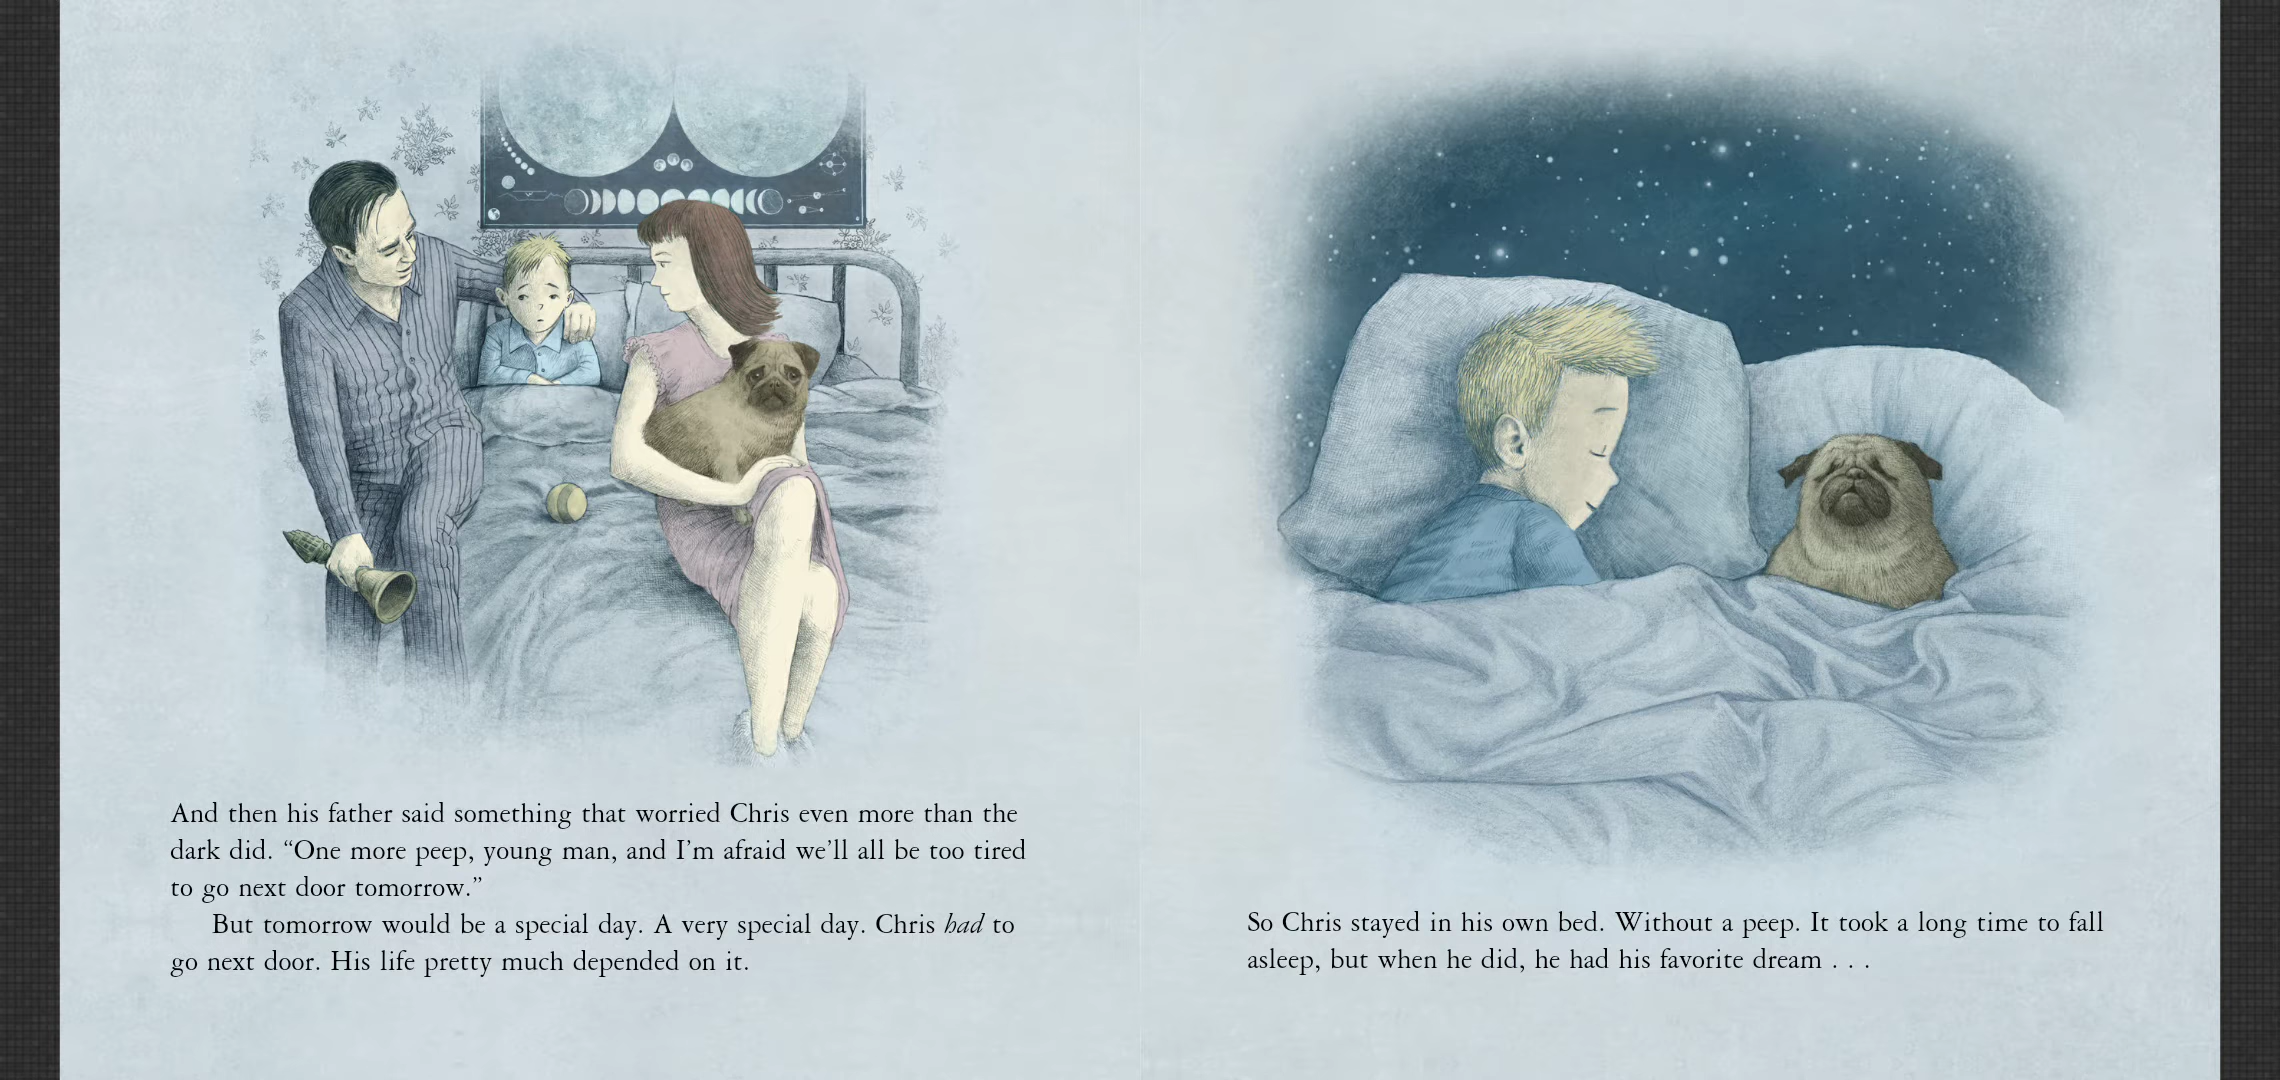 And then his father said something that worried Chris even more than the
dark did. “One more peep, young man, and I’m afraid we’ll all be too tired
to go next door tomorrow.”
But tomorrow would be a special day. A very special day. Chris had to
go next door. His life pretty much depended on it.
So Chris stayed in his own bed. Without a peep. It took a long time to fall
asleep, but when he did, he had his favorite dream . . .